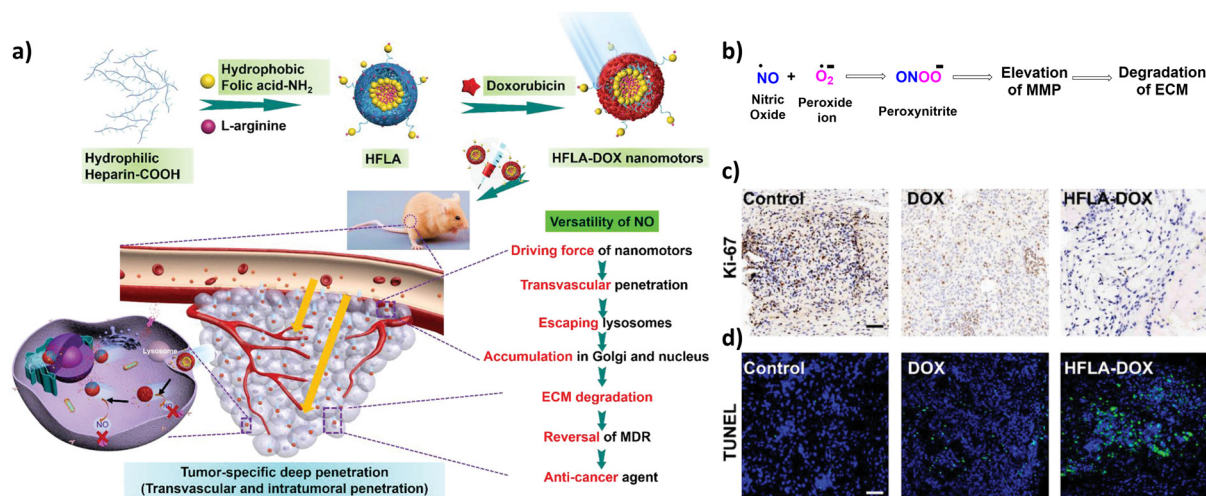 a)
Hydrophobic
Folic acid-NH₂
L-arginine
Doxorubicin
Hydrophilic
Heparin-COOH
HFLA
HFLA-DOX nanomotors
Versatility of NO
Driving force of nanomotors
Transvascular penetration
Escaping lysosomes
Accumulation in Golgi and nucleus
ECM degradation
Reversal of MDR
Anti-cancer agent
Lysosome
NO
Tumor-specific deep penetration
(Transvascular and intratumoral penetration)
b)
NO + O₂ ONOO Elevation of MMP Degradation of ECM
Nitric Oxide
Peroxide ion
Peroxynitrite
c)
Ki-67
Control
DOX
HFLA-DOX
d)
TUNEL
Control
DOX
HFLA-DOX